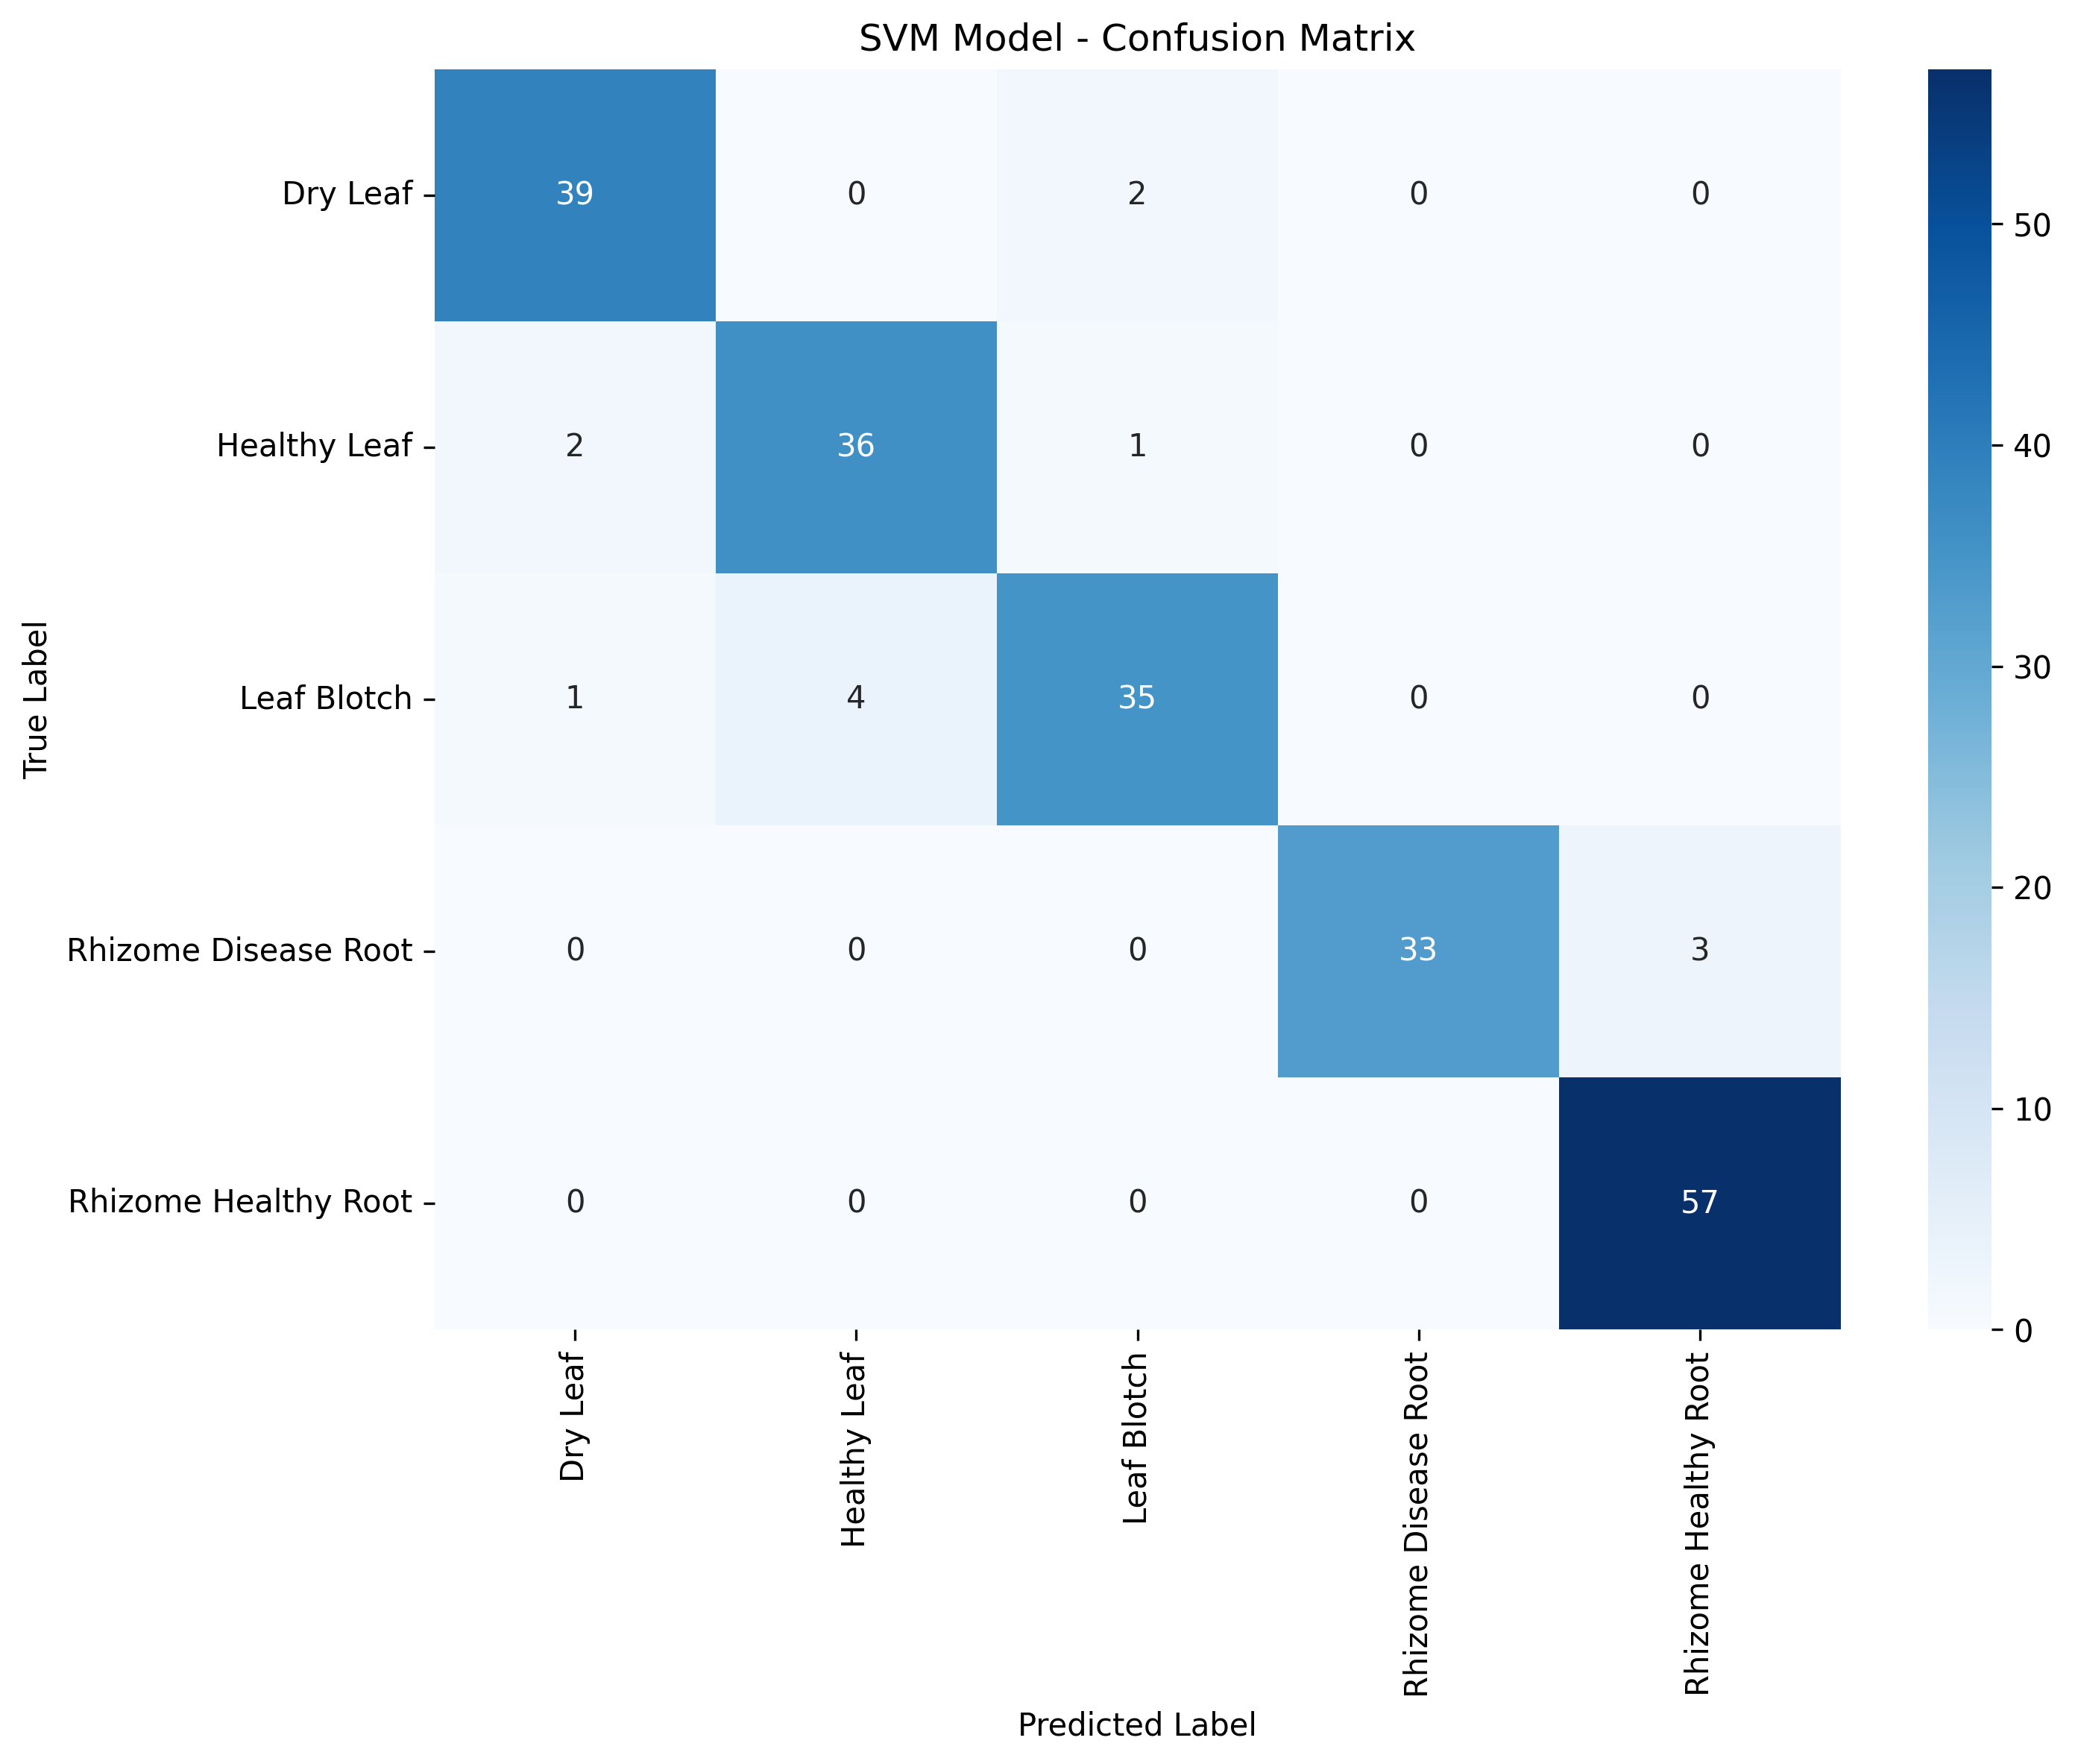 SVM Model - Confusion Matrix
Dry Leaf 39 0 2 0 0
Healthy Leaf 2 36 1 0 0
Leaf Blotch 1 4 35 0 0
Rhizome Disease Root 0 0 0 33 3
Rhizome Healthy Root 0 0 0 0 57
True Label
Dry Leaf
Healthy Leaf
Leaf Blotch
Rhizome Disease Root
Rhizome Healthy Root
Predicted Label
50
40
30
20
10
0